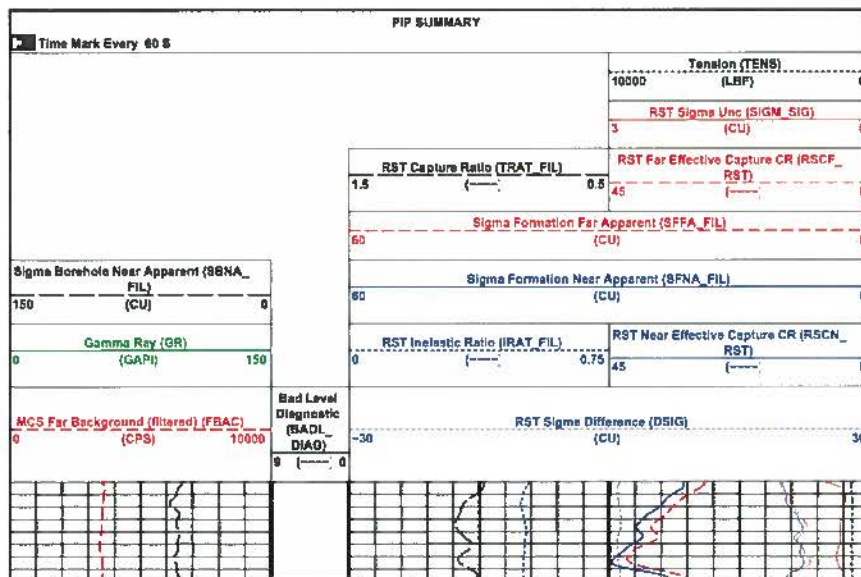 PIP SUMMARY
Time Mark Every 60 S
Tension (TENS)
10000 (LBF)
RST Sigma Unc (SIGM_SIG)
3 (CU)
RST Capture Ratio (TRAT_FIL)
1.5 (----) 0.5
RST Far Effective Capture CR (RSCF_
RST)
45 (----)
Sigma Formation Far Apparent (SFFA_FIL)
60 (CU)
Sigma Borehole Near Apparent (SBNA_
FIL)
150 (CU) 0
Sigma Formation Near Apparent (SFNA_FIL)
60 (CU)
Gamma Ray (GR)
0 (GAPI) 150
RST Inelastic Ratio (IRAT_FIL)
0 (----) 0.75
RST Near Effective Capture CR (RSCN_
RST)
45 (----)
MCS Far Background (filtered) (FBAC)
0 (CPS) 10000
Bad Level
Diagnostic
(BADL_
DIAG)
9 (----) 0
RST Sigma Difference (DSIG)
-30 (CU) 30